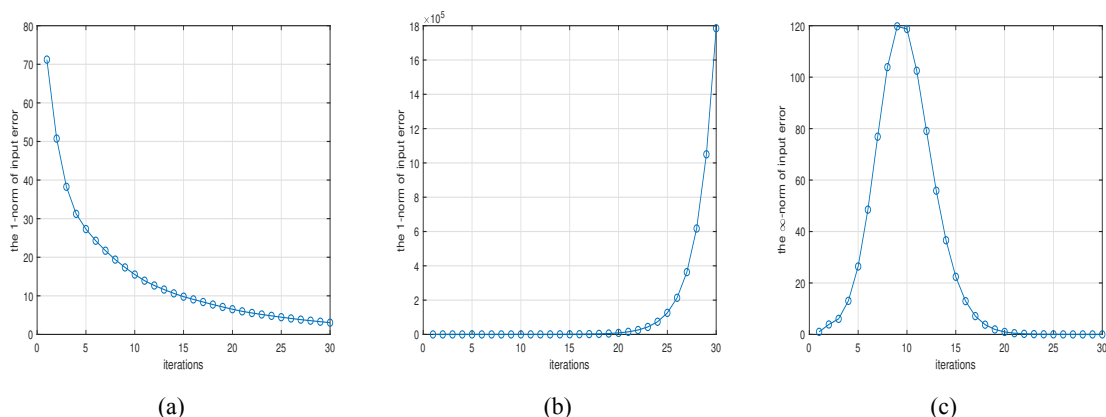 the 1-norm of input error
80
70
60
50
40
30
20
10
0
0 5 10 15 20 25 30
iterations
(a)
×10⁵
the 1-norm of input error
18
16
14
12
10
8
6
4
2
0
0 5 10 15 20 25 30
iterations
(b)
the ∞-norm of input error
120
100
80
60
40
20
0
0 5 10 15 20 25 30
iterations
(c)